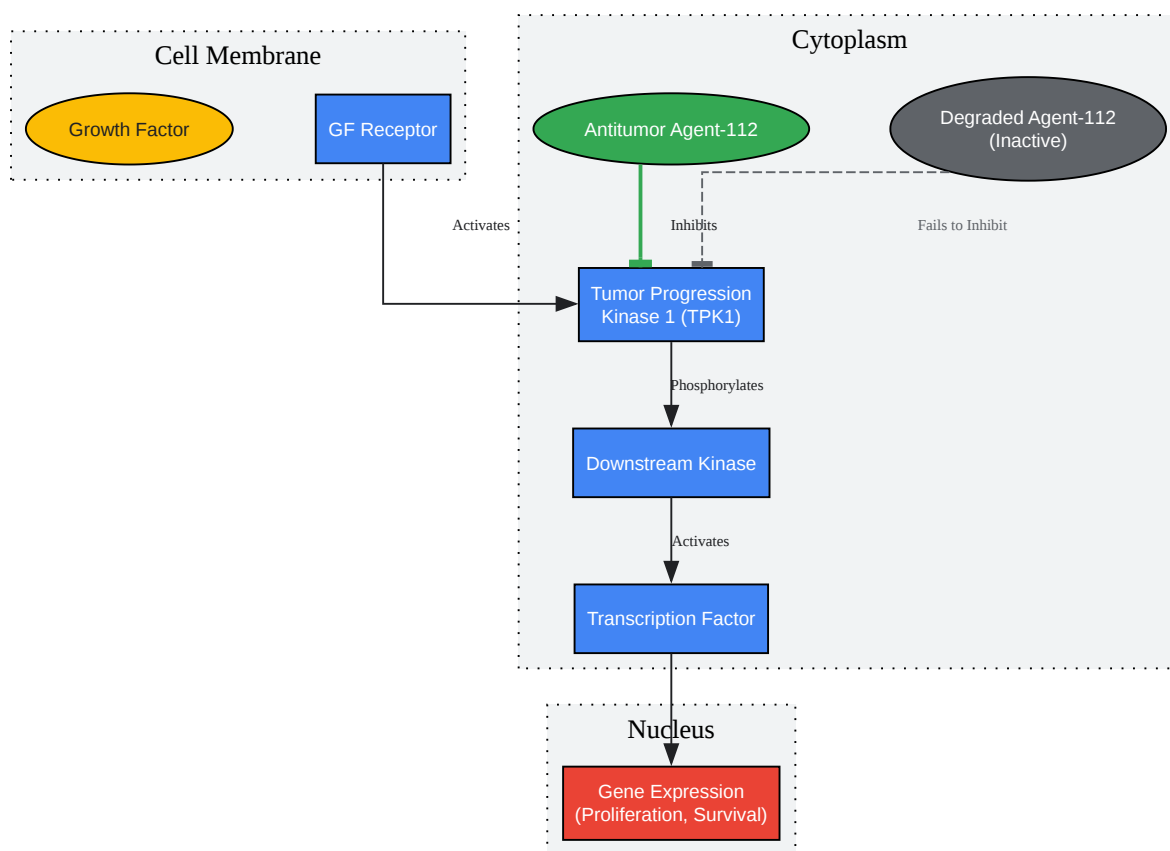 Cell Membrane
Growth Factor
GF Receptor
Cytoplasm
Antitumor Agent-112
Degraded Agent-112
(Inactive)
Activates
Inhibits
Fails to Inhibit
Tumor Progression
Kinase 1 (TPK1)
Phosphorylates
Downstream Kinase
Activates
Transcription Factor
Nucleus
Gene Expression
(Proliferation, Survival)